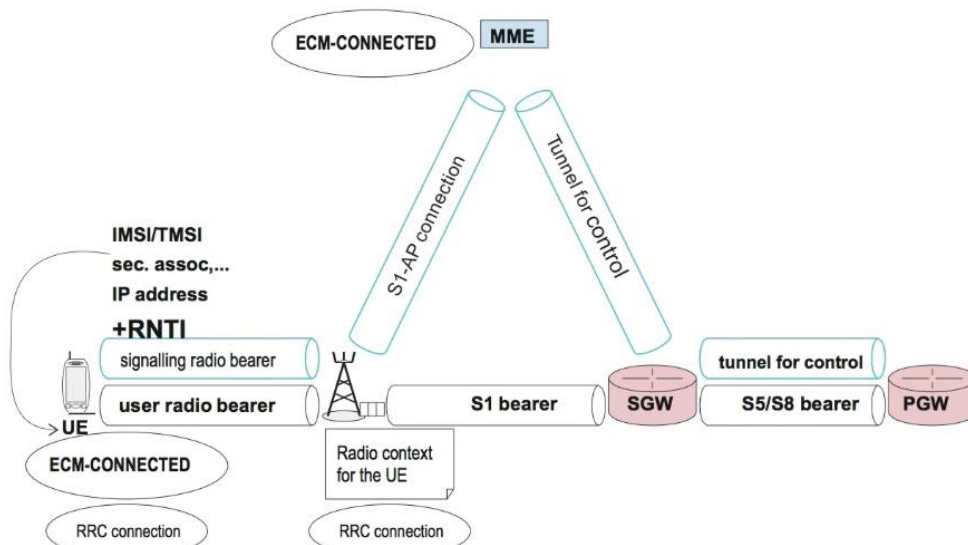 ECM-CONNECTED
MME
S1-AP connection
Tunnel for control
IMSI/TMSI
sec. assoc,...
IP address
+RNTI
signalling radio bearer
tunnel for control
user radio bearer
S1 bearer
SGW
S5/S8 bearer
PGW
UE
ECM-CONNECTED
Radio context
for the UE
RRC connection
RRC connection